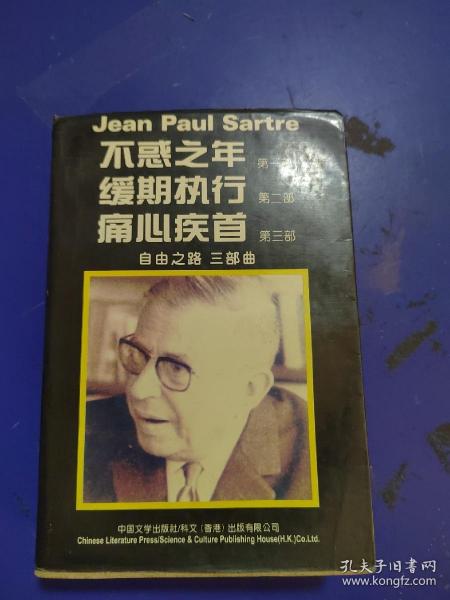 Jean Paul Sartre
不惑之年 第一部
缓期执行 第二部
痛心疾首 第三部
自由之路 三部曲
中国文学出版社/科文(香港)出版有限公司
Chinese Literature Press/Science & Culture Publishing House(H.K.)Co.Ltd.
孔夫子旧书网
www.kongfz.com